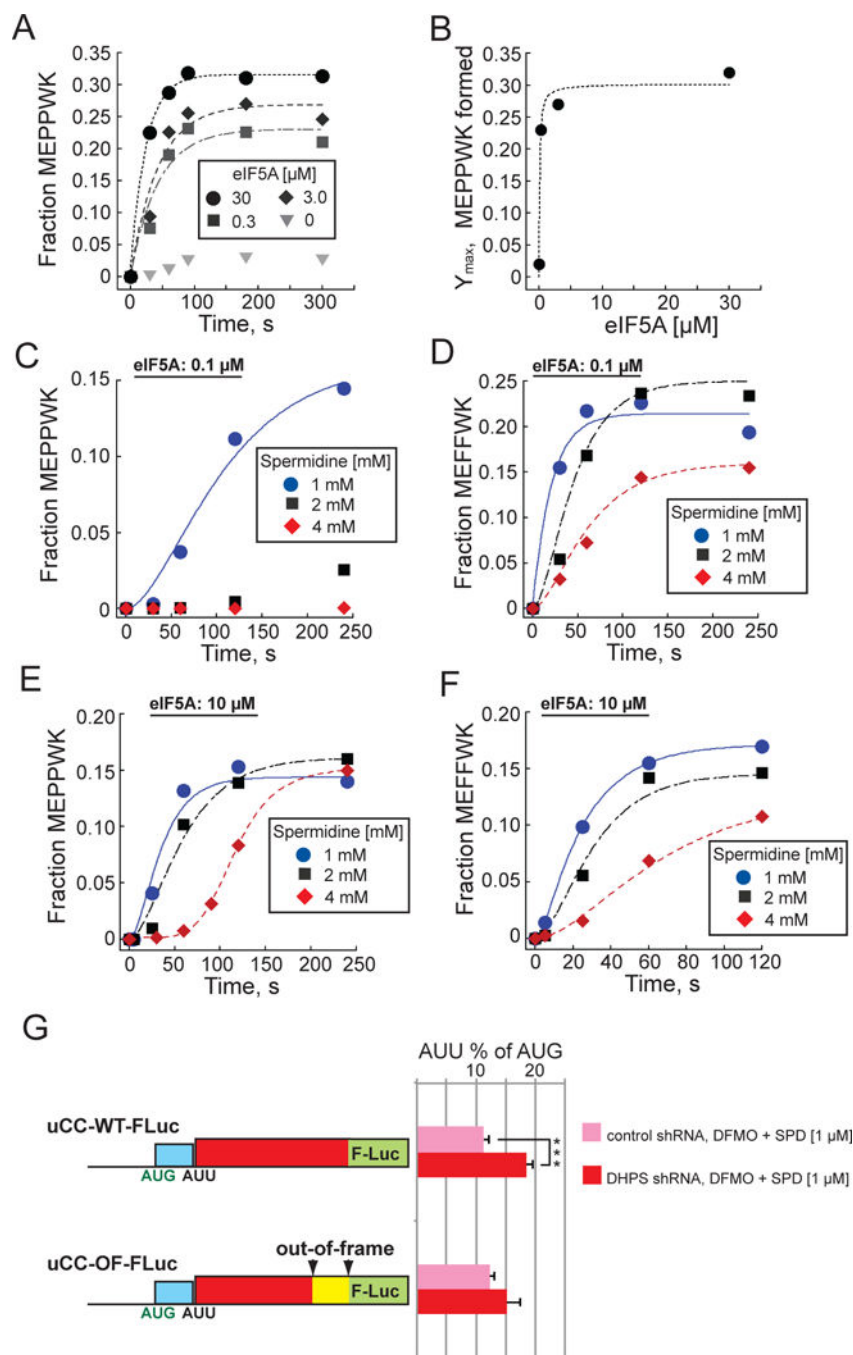 A
Fraction MEPPWK
0.35
0.30
0.25
0.20
0.15
0.10
0.05
0
eIF5A [µM]
30 3.0
0.3 0
0 100 200 300
Time, s
B
Ymax, MEPPWK formed
0.35
0.30
0.25
0.20
0.15
0.10
0.05
0
0 10 20 30
eIF5A [µM]
C
eIF5A: 0.1 µM
Fraction MEPPWK
0.15
0.10
0.05
0
Spermidine [mM]
1 mM
2 mM
4 mM
0 50 100 150 200 250
Time, s
D
eIF5A: 0.1 µM
Fraction MEFFWK
0.25
0.20
0.15
0.10
0.05
0
Spermidine [mM]
1 mM
2 mM
4 mM
0 50 100 150 200 250
Time, s
E
eIF5A: 10 µM
Fraction MEPPWK
0.20
0.15
0.10
0.05
0
Spermidine [mM]
1 mM
2 mM
4 mM
0 50 100 150 200 250
Time, s
F
eIF5A: 10 µM
Fraction MEFFWK
0.20
0.15
0.10
0.05
0
Spermidine [mM]
1 mM
2 mM
4 mM
0 20 40 60 80 100 120
Time, s
G
AUU % of AUG
10 20
uCC-WT-FLuc
F-Luc
AUG AUU
***
control shRNA, DFMO + SPD [1 µM]
DHPS shRNA, DFMO + SPD [1 µM]
out-of-frame
uCC-OF-FLuc
F-Luc
AUG AUU